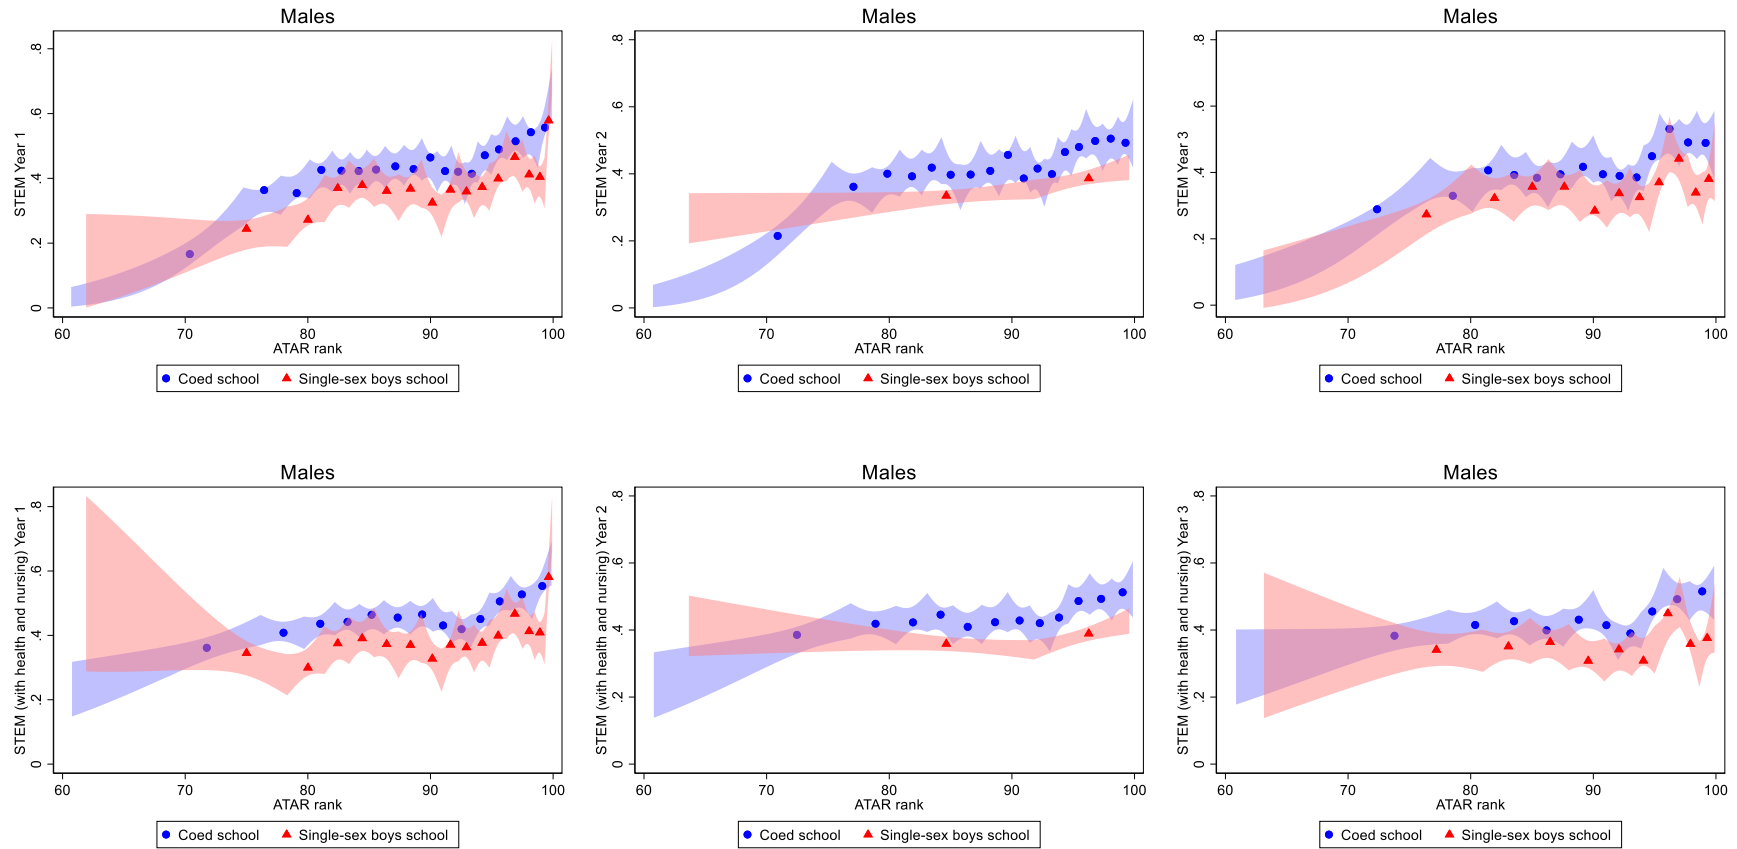 Males
STEM Year 1
.8
.6
.4
.2
0
60 70 80 90 100
ATAR rank
Coed school Single-sex boys school
Males
STEM Year 2
.8
.6
.4
.2
0
60 70 80 90 100
ATAR rank
Coed school Single-sex boys school
Males
STEM Year 3
.8
.6
.4
.2
0
60 70 80 90 100
ATAR rank
Coed school Single-sex boys school
Males
STEM (with health and nursing) Year 1
.8
.6
.4
.2
0
60 70 80 90 100
ATAR rank
Coed school Single-sex boys school
Males
STEM (with health and nursing) Year 2
.8
.6
.4
.2
0
60 70 80 90 100
ATAR rank
Coed school Single-sex boys school
Males
STEM (with health and nursing) Year 3
.8
.6
.4
.2
0
60 70 80 90 100
ATAR rank
Coed school Single-sex boys school